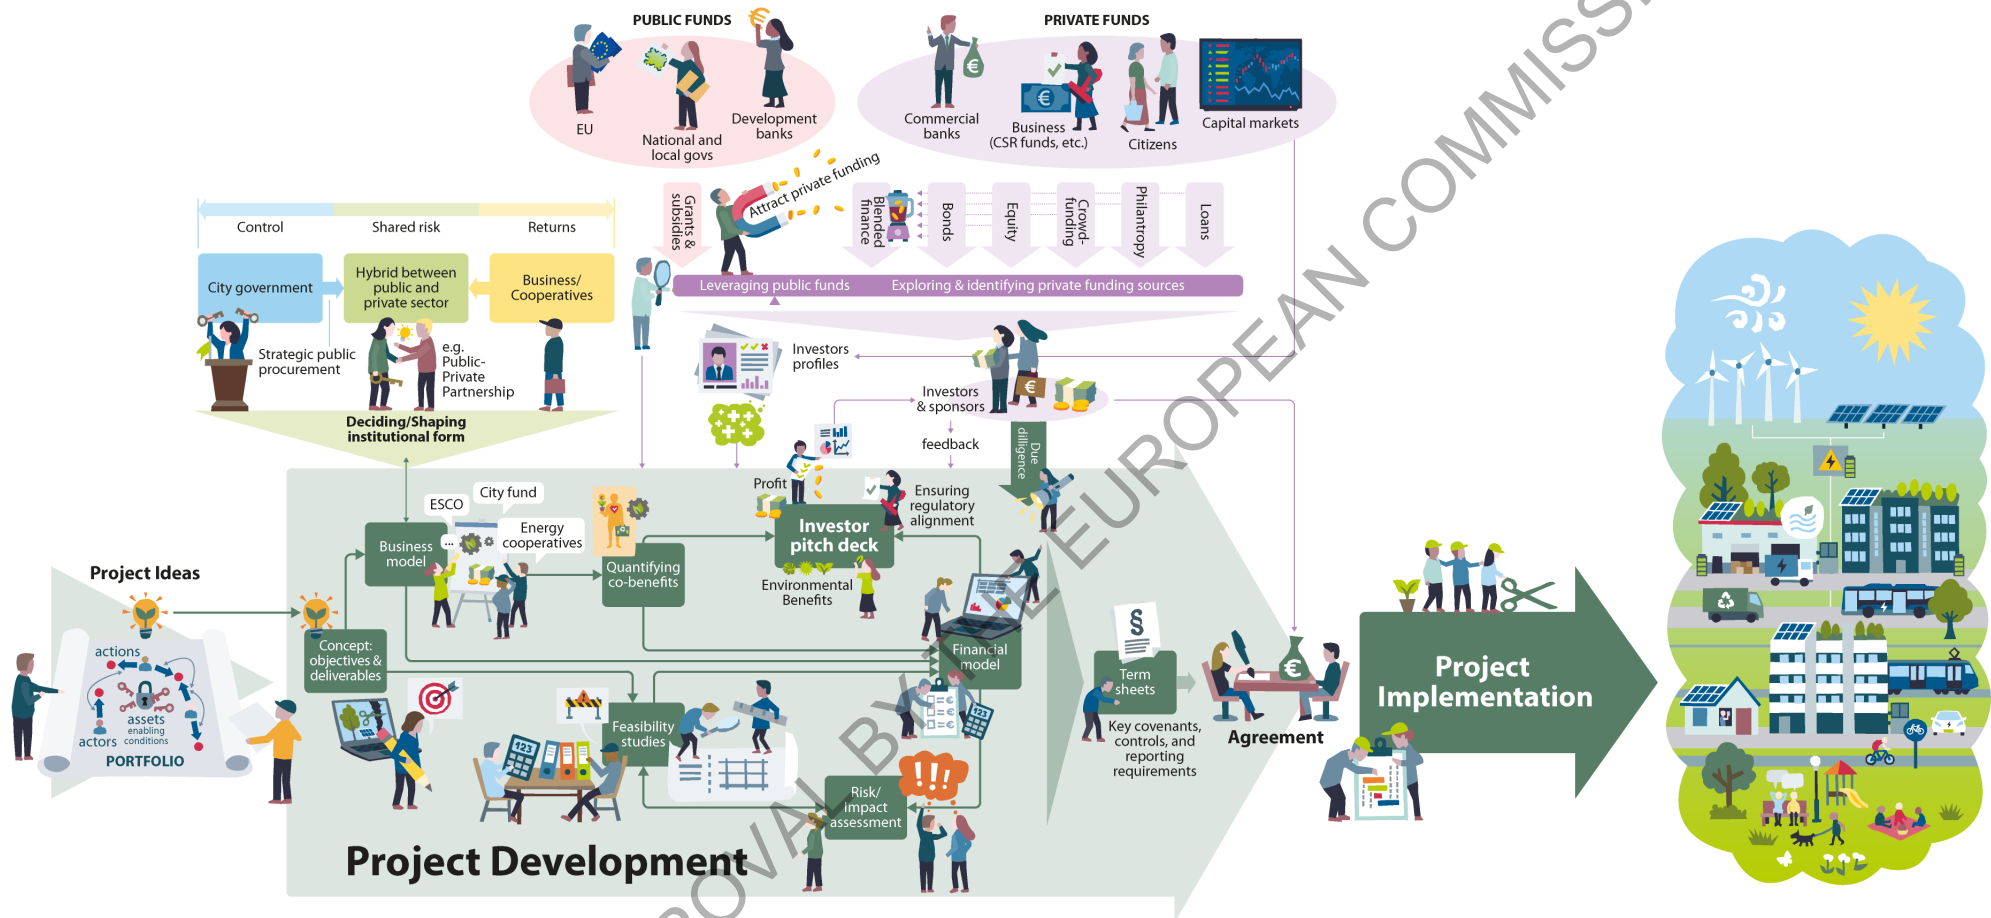 PUBLIC FUNDS
PRIVATE FUNDS
EU
National and
local govs
Development
banks
Commercial
banks
Business
(CSR funds, etc.)
Citizens
Capital markets
Grants &
subsidies
Attract private funding
Blended
finance
Bonds
Equity
Crowd-
funding
Philantropy
Loans
Leveraging public funds
Exploring & identifying private funding sources
Control
Shared risk
Returns
City government
Hybrid between
public and
private sector
Business/
Cooperatives
Strategic public
procurement
e.g.
Public-
Private
Partnership
Deciding/Shaping
institutional form
Investors
profiles
Investors
& sponsors
feedback
Due
dilligence
Project Ideas
actions
actors
assets
enabling
conditions
PORTFOLIO
Concept:
objectives &
deliverables
Business
model
ESCO
City fund
...
Energy
cooperatives
Quantifying
co-benefits
Profit
Investor
pitch deck
Ensuring
regulatory
alignment
Environmental
Benefits
Financial
model
Feasibility
studies
123
123
Risk/
Impact
assessment
!!!
Project Development
§
Term
sheets
Key covenants,
controls, and
reporting
requirements
€
Agreement
Project
Implementation
OVAL BY THE EUROPEAN COMMISS